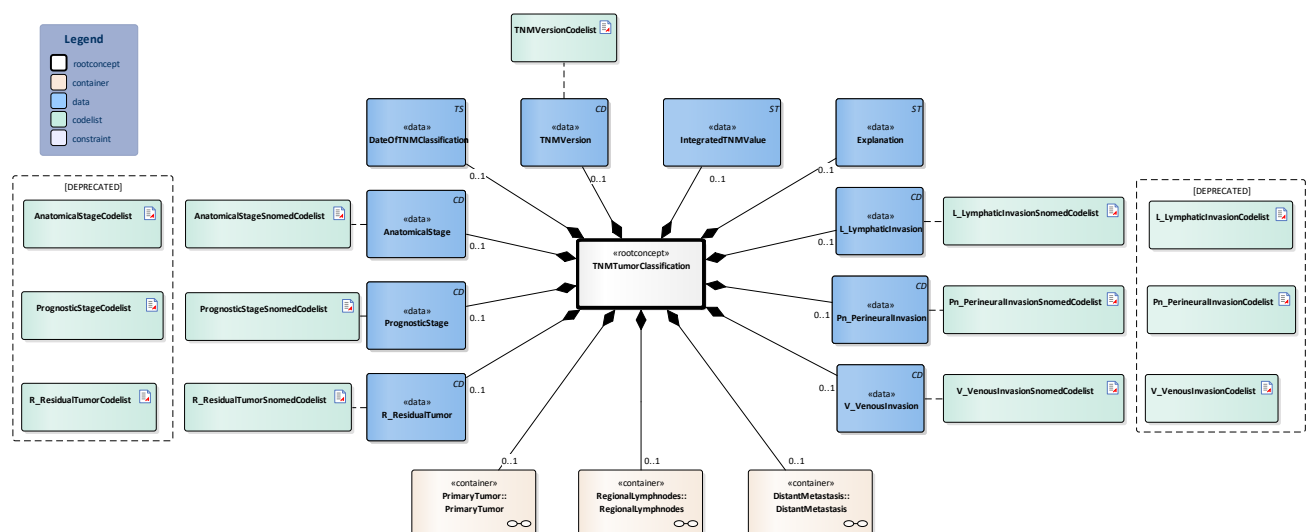 Legend
rootconcept
container
data
codelist
constraint
TNMVersionCodelist
TS
«data»
DateOfTNMClassification
0..1
CD
«data»
TNMVersion
0..1
ST
«data»
IntegratedTNMValue
0..1
ST
«data»
Explanation
0..1
[DEPRECATED]
AnatomicalStageCodelist
PrognosticStageCodelist
R_ResidualTumorCodelist
AnatomicalStageSnomedCodelist
PrognosticStageSnomedCodelist
R_ResidualTumorSnomedCodelist
CD
«data»
AnatomicalStage
0..1
CD
«data»
PrognosticStage
0..1
CD
«data»
R_ResidualTumor
0..1
«rootconcept»
TNMTumorClassification
CD
«data»
L_LymphaticInvasion
0..1
CD
«data»
Pn_PerineuralInvasion
0..1
CD
«data»
V_VenousInvasion
0..1
L_LymphaticInvasionSnomedCodelist
Pn_PerineuralInvasionSnomedCodelist
V_VenousInvasionSnomedCodelist
[DEPRECATED]
L_LymphaticInvasionCodelist
Pn_PerineuralInvasionCodelist
V_VenousInvasionCodelist
0..1
«container»
PrimaryTumor::
PrimaryTumor
0..1
«container»
RegionalLymphnodes::
RegionalLymphnodes
0..1
«container»
DistantMetastasis::
DistantMetastasis